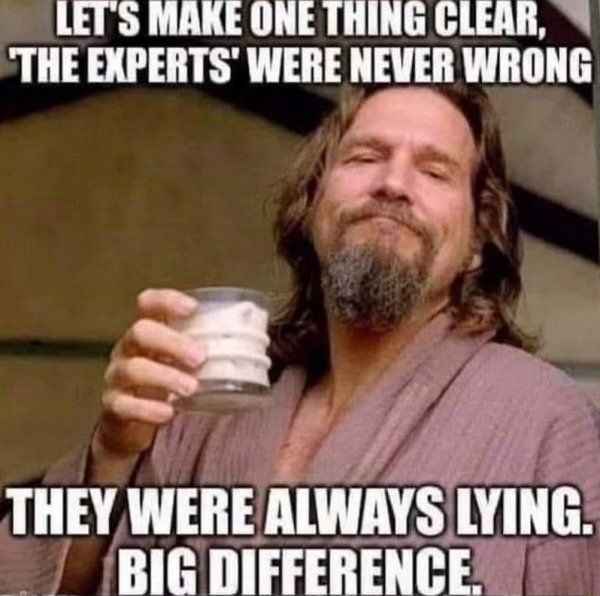 LET'S MAKE ONE THING CLEAR,
'THE EXPERTS' WERE NEVER WRONG
THEY WERE ALWAYS LYING.
BIG DIFFERENCE.